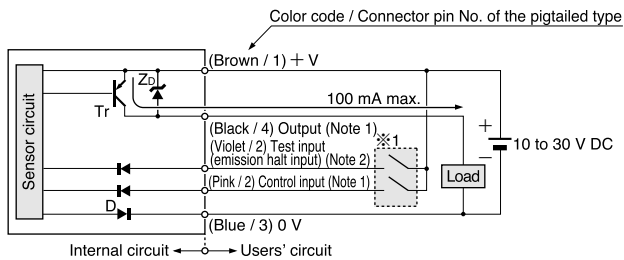 Color code / Connector pin No. of the pigtailed type
(Brown / 1) + V
ZD
Tr
100 mA max.
Sensor circuit
(Black / 4) Output (Note 1)
※1
(Violet / 2) Test input
(emission halt input) (Note 2)
+
10 to 30 V DC
−
Load
(Pink / 2) Control input (Note 1)
D
(Blue / 3) 0 V
Internal circuit
Users' circuit